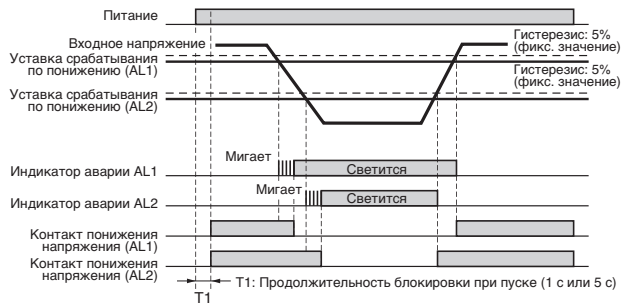 Питание
Гистерезис: 5%
(фикс. значение)
Входное напряжение
Уставка срабатывания
по понижению (AL1)
Гистерезис: 5%
(фикс. значение)
Уставка срабатывания
по понижению (AL2)
Мигает
Индикатор аварии AL1
Светится
Мигает
Индикатор аварии AL2
Светится
Контакт понижения
напряжения (AL1)
Контакт понижения
напряжения (AL2)
T1: Продолжительность блокировки при пуске (1 с или 5 с)
T1